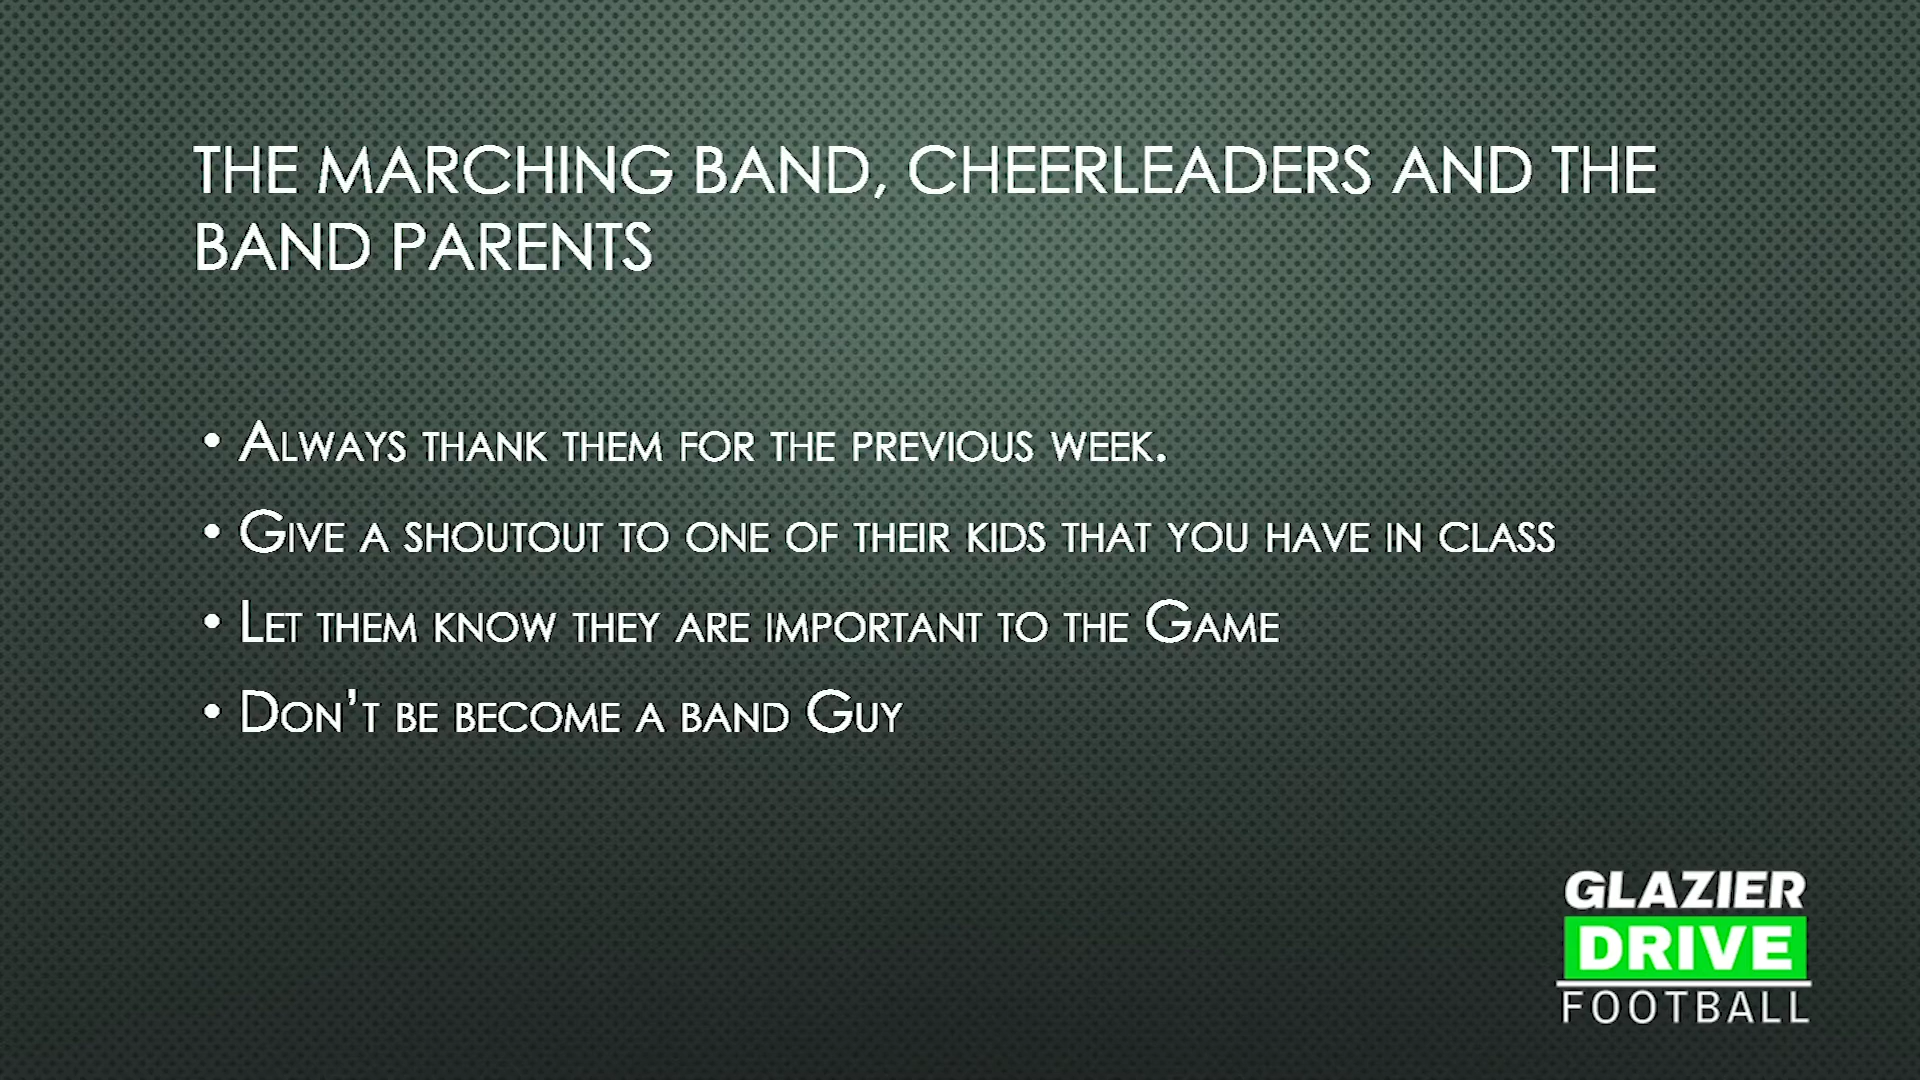 THE MARCHING BAND, CHEERLEADERS AND THE
BAND PARENTS
• Always thank them for the previous week.
• Give a shoutout to one of their kids that you have in class
• Let them know they are important to the Game
• Don’t be become a band Guy
GLAZIER
DRIVE
FOOTBALL